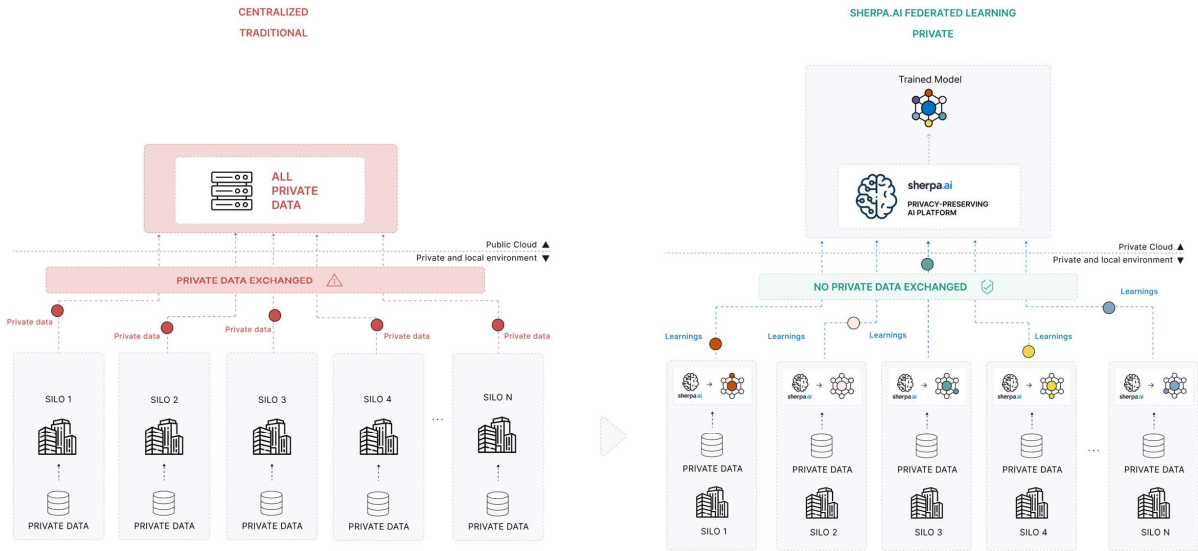 CENTRALIZED
TRADITIONAL
ALL
PRIVATE
DATA
Public Cloud ▲
Private and local environment ▼
PRIVATE DATA EXCHANGED
Private data
Private data
Private data
Private data
Private data
SILO 1
SILO 2
SILO 3
SILO 4
...
SILO N
PRIVATE DATA
PRIVATE DATA
PRIVATE DATA
PRIVATE DATA
PRIVATE DATA
SHERPA.AI FEDERATED LEARNING
PRIVATE
Trained Model
sherpa.ai
PRIVACY-PRESERVING
AI PLATFORM
Private Cloud ▲
Private and local environment ▼
NO PRIVATE DATA EXCHANGED
Learnings
Learnings
Learnings
Learnings
Learnings
sherpa.ai
sherpa.ai
sherpa.ai
sherpa.ai
sherpa.ai
PRIVATE DATA
PRIVATE DATA
PRIVATE DATA
PRIVATE DATA
...
PRIVATE DATA
SILO 1
SILO 2
SILO 3
SILO 4
SILO N